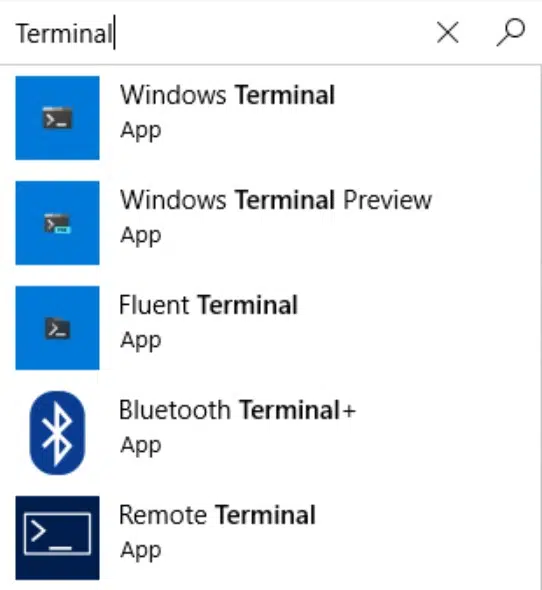 Terminal
Windows Terminal
App
Windows Terminal Preview
App
Fluent Terminal
App
Bluetooth Terminal+
App
Remote Terminal
App